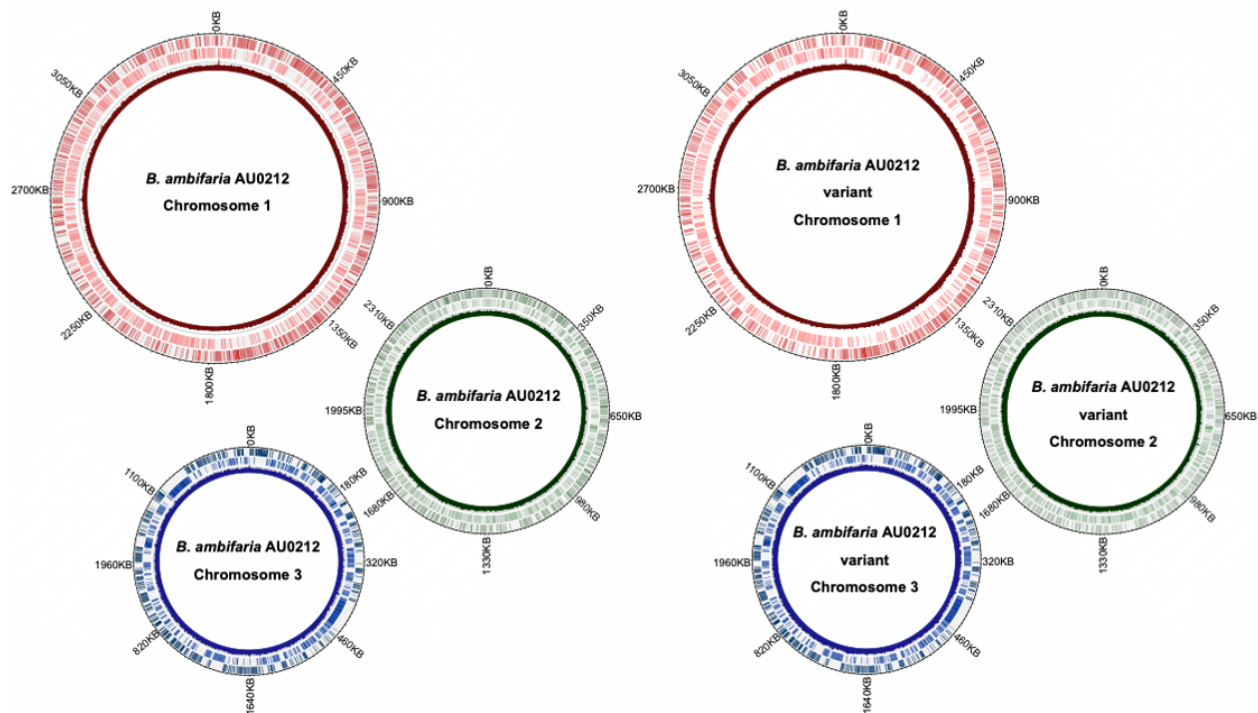 0KB
450KB
900KB
1350KB
1800KB
2250KB
2700KB
3050KB
B. ambifaria AU0212
Chromosome 1
0KB
350KB
650KB
980KB
1330KB
1680KB
1995KB
2310KB
B. ambifaria AU0212
Chromosome 2
0KB
180KB
320KB
460KB
1640KB
820KB
1960KB
1100KB
B. ambifaria AU0212
Chromosome 3
0KB
450KB
900KB
1350KB
1800KB
2250KB
2700KB
3050KB
B. ambifaria AU0212
variant
Chromosome 1
0KB
350KB
650KB
980KB
1330KB
1680KB
1995KB
2310KB
B. ambifaria AU0212
variant
Chromosome 2
0KB
180KB
320KB
460KB
1640KB
820KB
1960KB
1100KB
B. ambifaria AU0212
variant
Chromosome 3